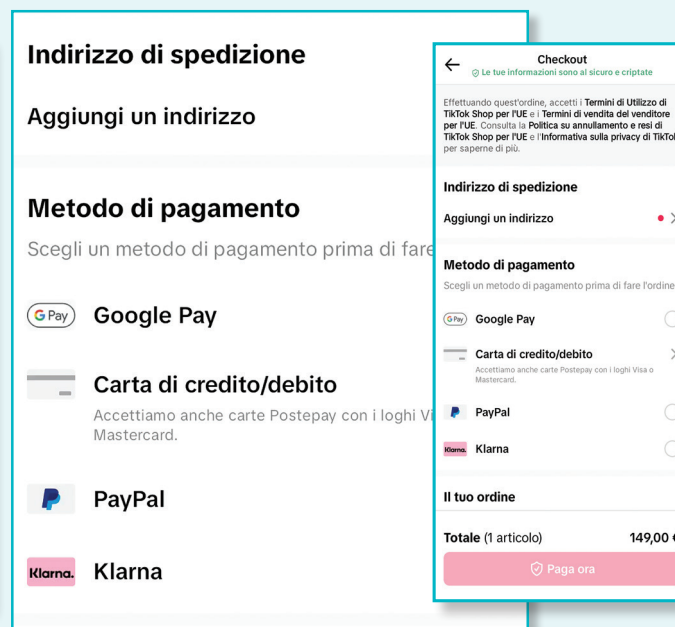 Indirizzo di spedizione
Aggiungi un indirizzo
Metodo di pagamento
Scegli un metodo di pagamento prima di fare
G Pay Google Pay
Carta di credito/debito
Accettiamo anche carte Postepay con i loghi Vi
Mastercard.
PayPal
Klarna. Klarna
Checkout
Le tue informazioni sono al sicuro e criptate
Effettuando quest'ordine, accetti i Termini di Utilizzo di
TikTok Shop per l'UE e i Termini di vendita del venditore
per l'UE. Consulta la Politica su annullamento e resi di
TikTok Shop per l'UE e l'Informativa sulla privacy di TikTok
per saperne di più.
Indirizzo di spedizione
Aggiungi un indirizzo
Metodo di pagamento
Scegli un metodo di pagamento prima di fare l'ordine
G Pay Google Pay
Carta di credito/debito
Accettiamo anche carte Postepay con i loghi Visa o
Mastercard.
PayPal
Klarna. Klarna
Il tuo ordine
Totale (1 articolo) 149,00 €
Paga ora